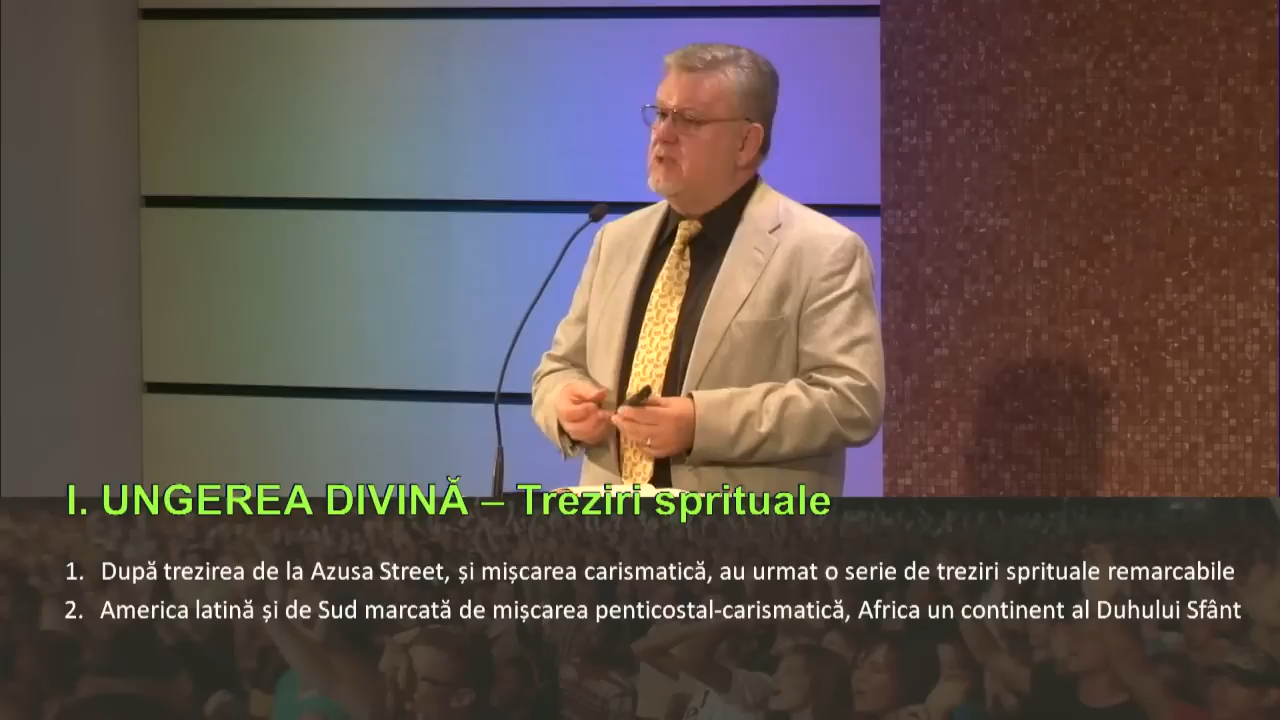 I. UNGEREA DIVINĂ – Treziri sprituale
1. După trezirea de la Azusa Street, și mișcarea carismatică, au urmat o serie de treziri sprituale remarcabile
2. America latină și de Sud marcată de mișcarea penticostal-carismatică, Africa un continent al Duhului Sfânt